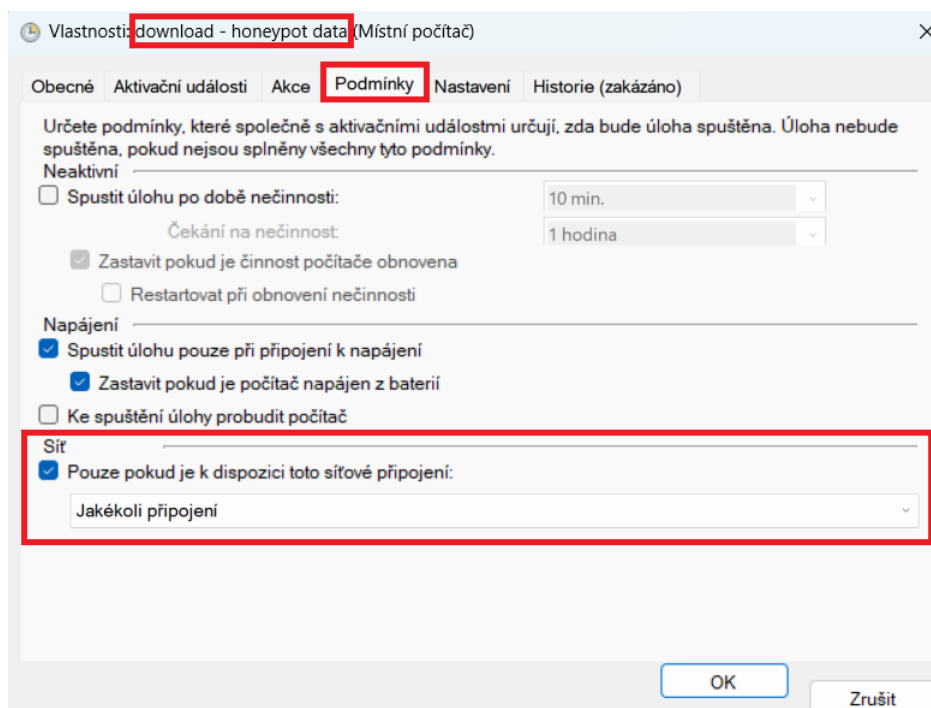 Vlastnosti: download - honeypot data (Místní počítač)
Obecné Aktivační události Akce Podmínky Nastavení Historie (zakázáno)
Určete podmínky, které společně s aktivačními událostmi určují, zda bude úloha spuštěna. Úloha nebude
spuštěna, pokud nejsou splněny všechny tyto podmínky.
Neaktivní
Spustit úlohu po době nečinnosti: 10 min.
Čekání na nečinnost: 1 hodina
Zastavit pokud je činnost počítače obnovena
Restartovat při obnovení nečinnosti
Napájení
Spustit úlohu pouze při připojení k napájení
Zastavit pokud je počítač napájen z baterií
Ke spuštění úlohy probudit počítač
Síť
Pouze pokud je k dispozici toto síťové připojení:
Jakékoli připojení
OK
Zrušit